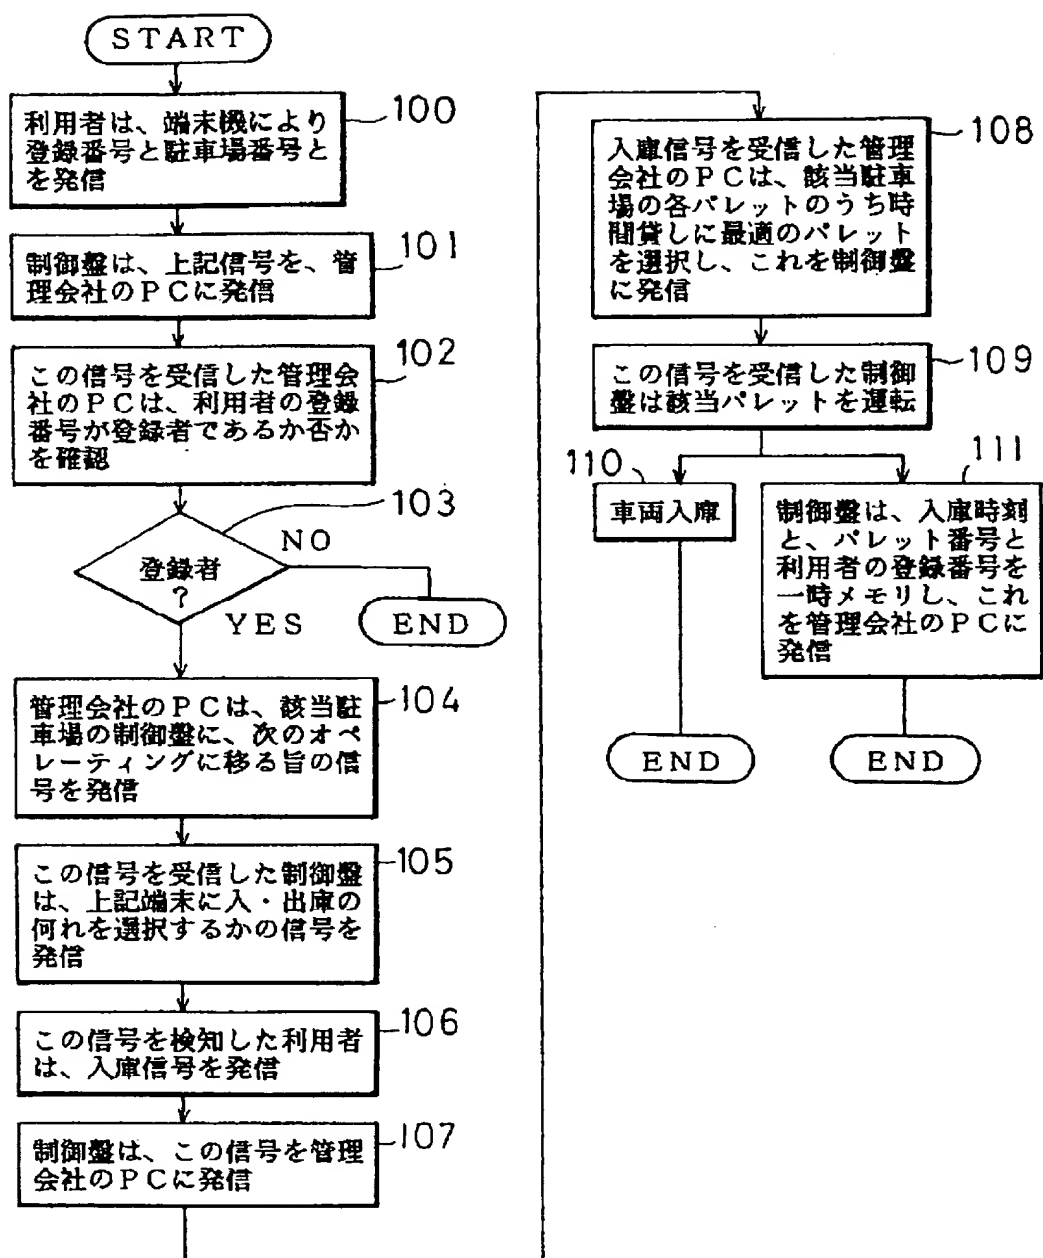 START
100
利用者は、端末機により
登録番号と駐車場番号と
を発信
101
制御盤は、上記信号を、管
理会社のPCに発信
102
この信号を受信した管理会
社のPCは、利用者の登録
番号が登録者であるか否か
を確認
103
登録者
?
NO
YES
END
104
管理会社のPCは、該当駐
車場の制御盤に、次のオペ
レーティングに移る旨の信
号を発信
105
この信号を受信した制御盤
は、上記端末に入・出庫の
何れを選択するかの信号を
発信
106
この信号を検知した利用者
は、入庫信号を発信
107
制御盤は、この信号を管理
会社のPCに発信
108
入庫信号を受信した管理
会社のPCは、該当駐車
場の各パレットのうち時
間貸しに最適のパレット
を選択し、これを制御盤
に発信
109
この信号を受信した制御
盤は該当パレットを運転
110
車両入庫
END
111
制御盤は、入庫時刻
と、パレット番号と
利用者の登録番号を
一時メモリし、これ
を管理会社のPCに
発信
END